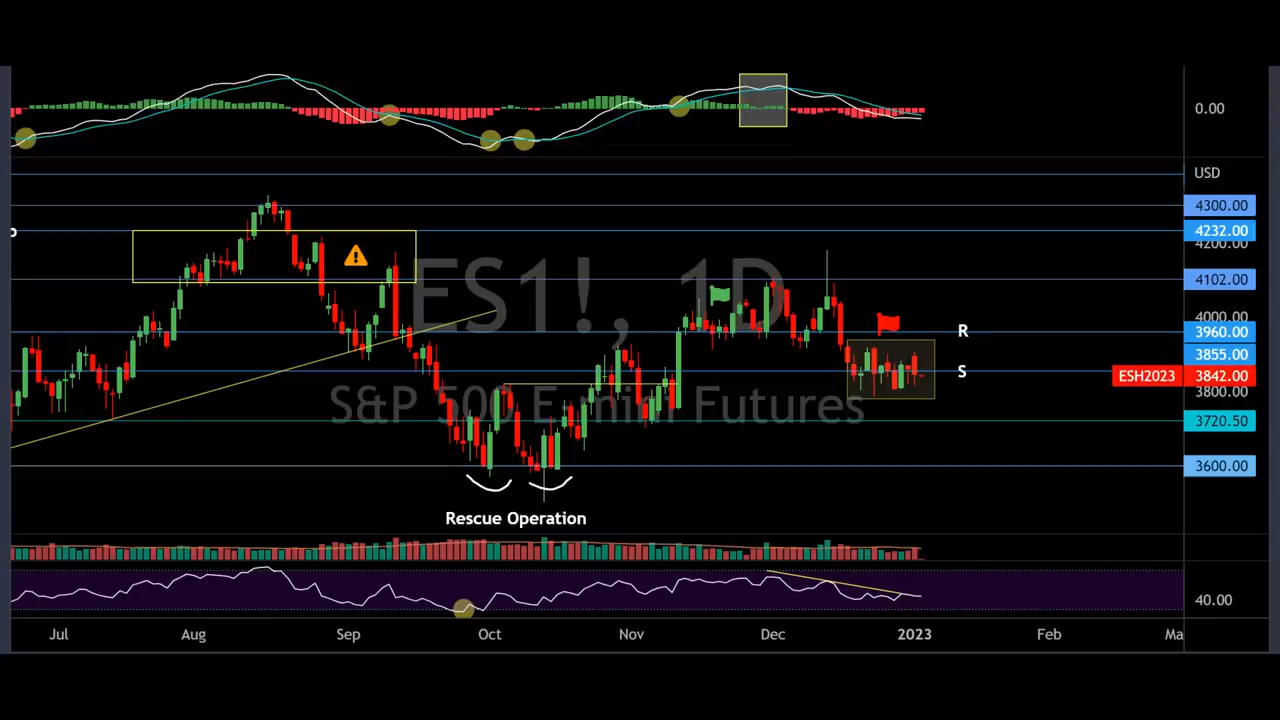 0.00
USD
4300.00
4232.00
4200.00
4102.00
ES1!, 1D
4000.00
3960.00
R
3855.00
S
ESH2023 3842.00
3800.00
S&P 500 E-mini Futures
3720.50
3600.00
Rescue Operation
40.00
Jul Aug Sep Oct Nov Dec 2023 Feb Ma